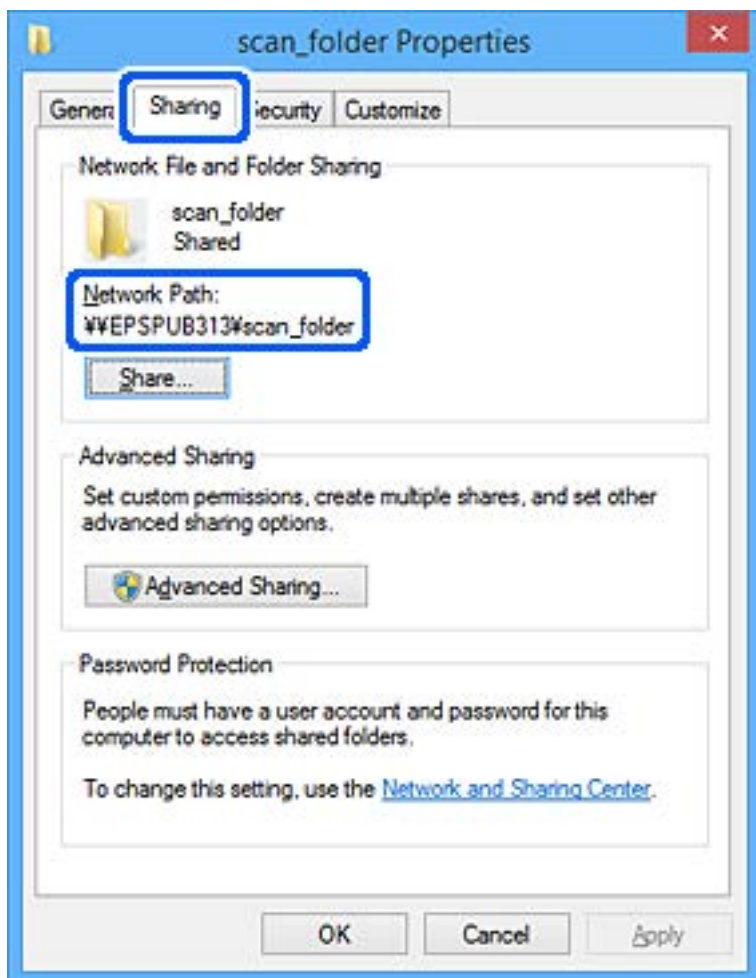 scan_folder Properties
Sharing
Customize
Network File and Folder Sharing
scan_folder
Shared
Network Path:
¥¥EPSPUB313¥scan_folder
Share...
Advanced Sharing
Set custom permissions, create multiple shares, and set other
advanced sharing options.
Advanced Sharing...
Password Protection
People must have a user account and password for this
computer to access shared folders.
To change this setting, use the Network and Sharing Center.
OK Cancel Apply